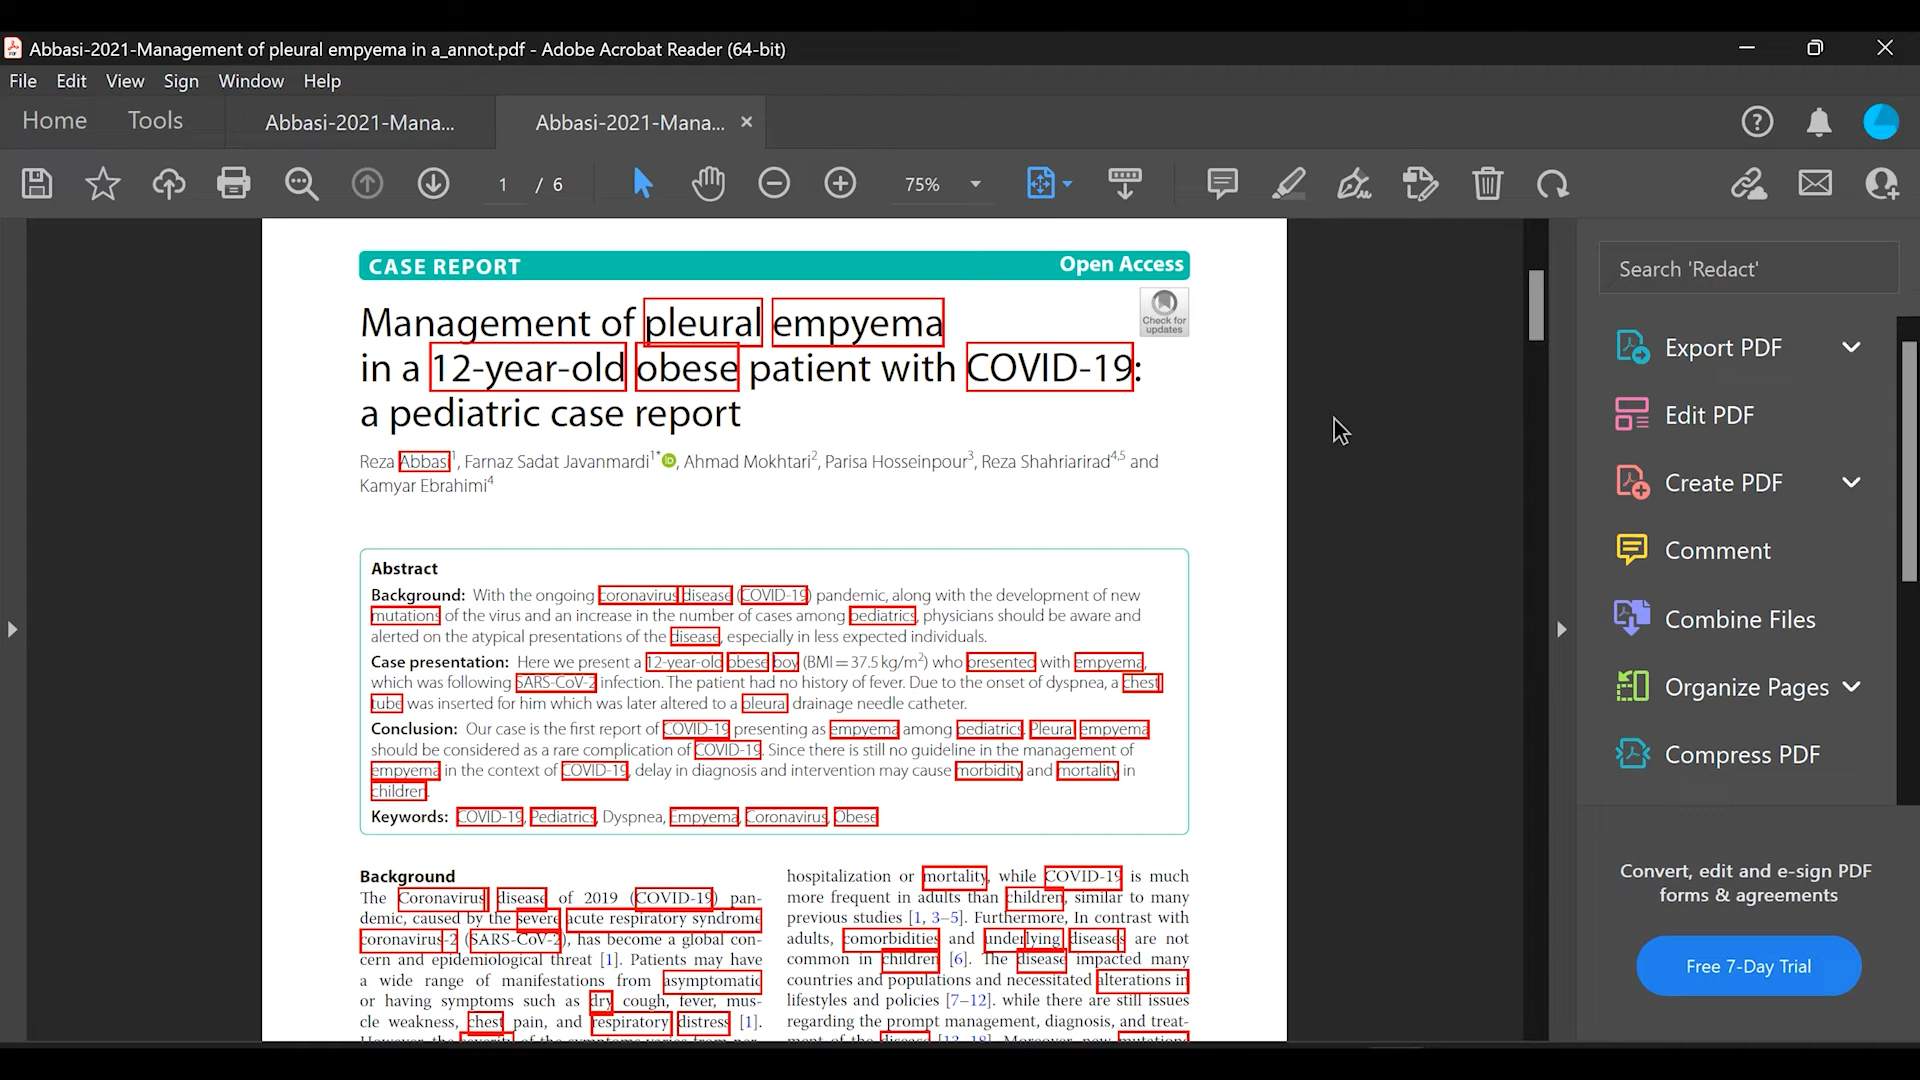 Abbasi-2021-Management of pleural empyema in a_annot.pdf - Adobe Acrobat Reader (64-bit)
File Edit View Sign Window Help
Home Tools Abbasi-2021-Mana... Abbasi-2021-Mana...
1 / 6 75%
CASE REPORT Open Access
Management of pleural empyema
in a 12-year-old obese patient with COVID-19:
a pediatric case report
Check for
updates
Reza Abbasi1, Farnaz Sadat Javanmardi1* iD, Ahmad Mokhtari2, Parisa Hosseinpour3, Reza Shahriarirad4,5 and
Kamyar Ebrahimi4
Abstract
Background: With the ongoing coronavirus disease (COVID-19) pandemic, along with the development of new
mutations of the virus and an increase in the number of cases among pediatrics, physicians should be aware and
alerted on the atypical presentations of the disease, especially in less expected individuals.
Case presentation: Here we present a 12-year-old obese boy (BMI = 37.5 kg/m2) who presented with empyema,
which was following SARS-CoV-2 infection. The patient had no history of fever. Due to the onset of dyspnea, a chest
tube was inserted for him which was later altered to a pleural drainage needle catheter.
Conclusion: Our case is the first report of COVID-19 presenting as empyema among pediatrics. Pleural empyema
should be considered as a rare complication of COVID-19. Since there is still no guideline in the management of
empyema in the context of COVID-19, delay in diagnosis and intervention may cause morbidity and mortality in
children.
Keywords: COVID-19, Pediatrics, Dyspnea, Empyema, Coronavirus, Obese
Background
The Coronavirus disease of 2019 (COVID-19) pan-
demic, caused by the severe acute respiratory syndrome
coronavirus-2 (SARS-CoV-2), has become a global con-
cern and epidemiological threat [1]. Patients may have
a wide range of manifestations from asymptomatic
or having symptoms such as dry cough, fever, mus-
cle weakness, chest pain, and respiratory distress [1].
However, the severity of the symptoms varies from per-
hospitalization or mortality, while COVID-19 is much
more frequent in adults than children, similar to many
previous studies [1, 3–5]. Furthermore, In contrast with
adults, comorbidities and underlying diseases are not
common in children [6]. The disease impacted many
countries and populations and necessitated alterations in
lifestyles and policies [7–12]. while there are still issues
regarding the prompt management, diagnosis, and treat-
ment of the disease [13–18]. Moreover, new mutations
Search 'Redact'
Export PDF
Edit PDF
Create PDF
Comment
Combine Files
Organize Pages
Compress PDF
Convert, edit and e-sign PDF
forms & agreements
Free 7-Day Trial